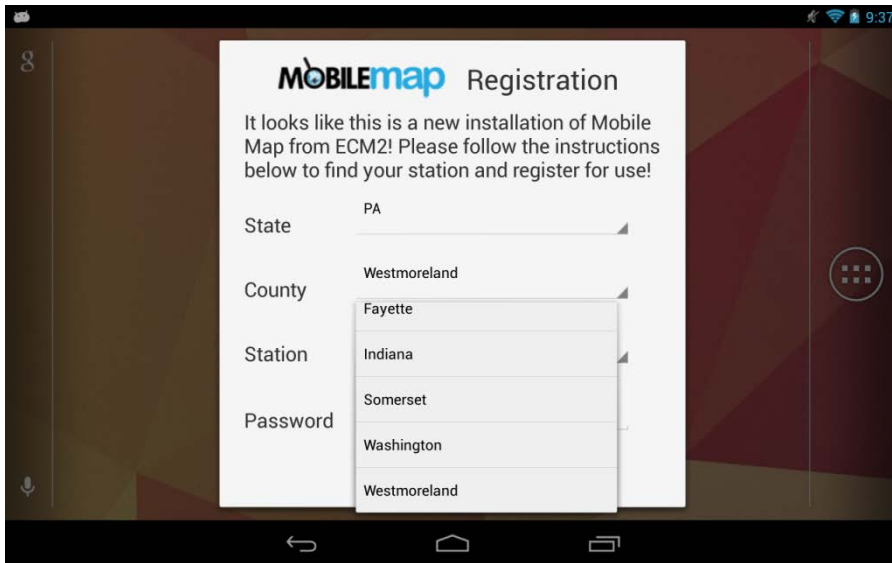 9:37
g
MOBILEmap Registration
It looks like this is a new installation of Mobile
Map from ECM2! Please follow the instructions
below to find your station and register for use!
State
PA
County
Westmoreland
Fayette
Station
Indiana
Somerset
Password
Washington
Westmoreland